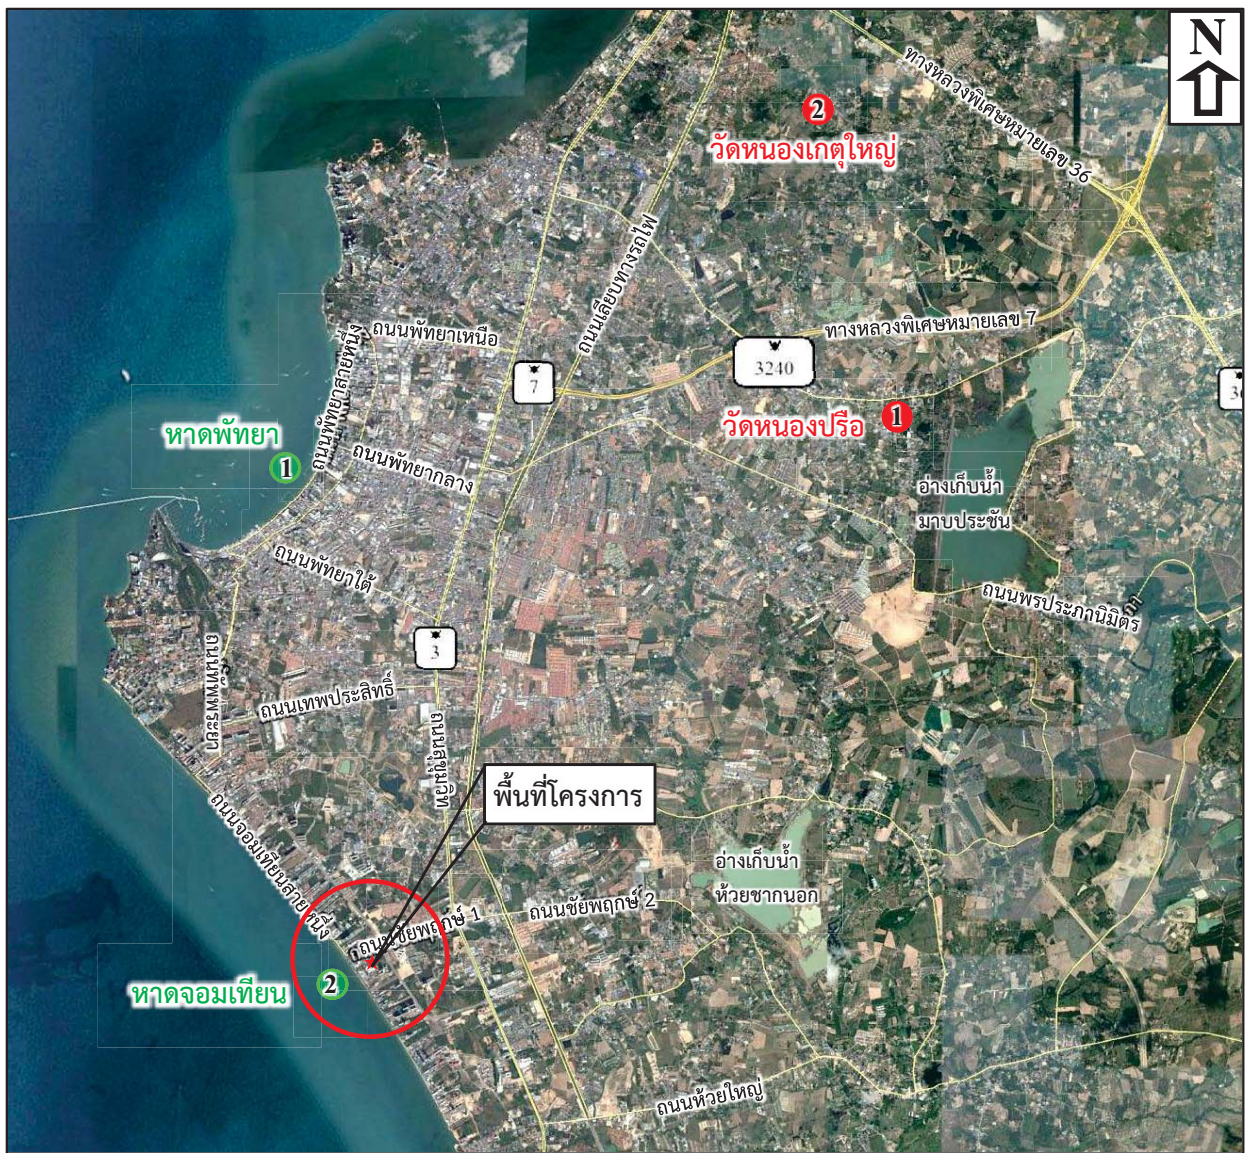 N
2
วัดหนองเกตุใหญ่
ทางหลวงพิเศษหมายเลข 36
ถนนเลียบทางรถไฟ
ทางหลวงพิเศษหมายเลข 7
ถนนพัทยาเหนือ
3240
7
ถนนพัทยาสายหนึ่ง
1
วัดหนองปรือ
หาดพัทยา
1
ถนนพัทยากลาง
อ่างเก็บน้ำ
มาบประชัน
ถนนพัทยาใต้
ถนนพรประภานิมิตร
3
ถนนทัพพระยา
ถนนเทพประสิทธิ์
ถนนสุขุมวิท
พื้นที่โครงการ
ถนนจอมเทียนสายหนึ่ง
อ่างเก็บน้ำ
ห้วยชากนอก
ถนนชัยพฤกษ์ 1
ถนนชัยพฤกษ์ 2
หาดจอมเทียน
2
ถนนห้วยใหญ่